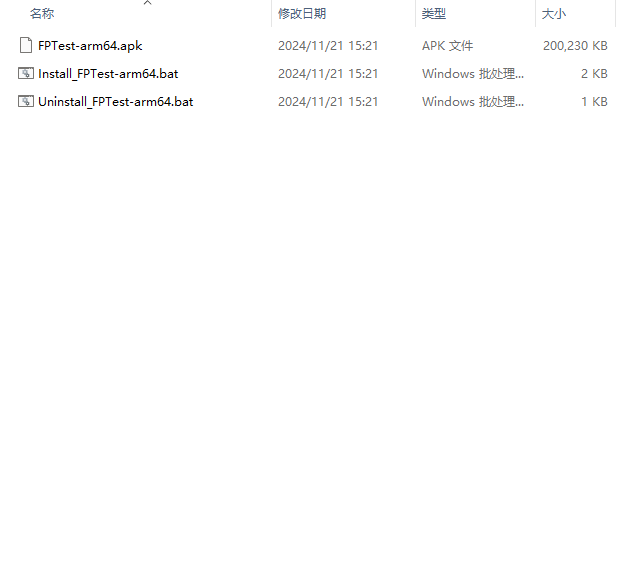 名称 修改日期 类型 大小
FPTest-arm64.apk 2024/11/21 15:21 APK 文件 200,230 KB
Install_FPTest-arm64.bat 2024/11/21 15:21 Windows 批处理... 2 KB
Uninstall_FPTest-arm64.bat 2024/11/21 15:21 Windows 批处理... 1 KB